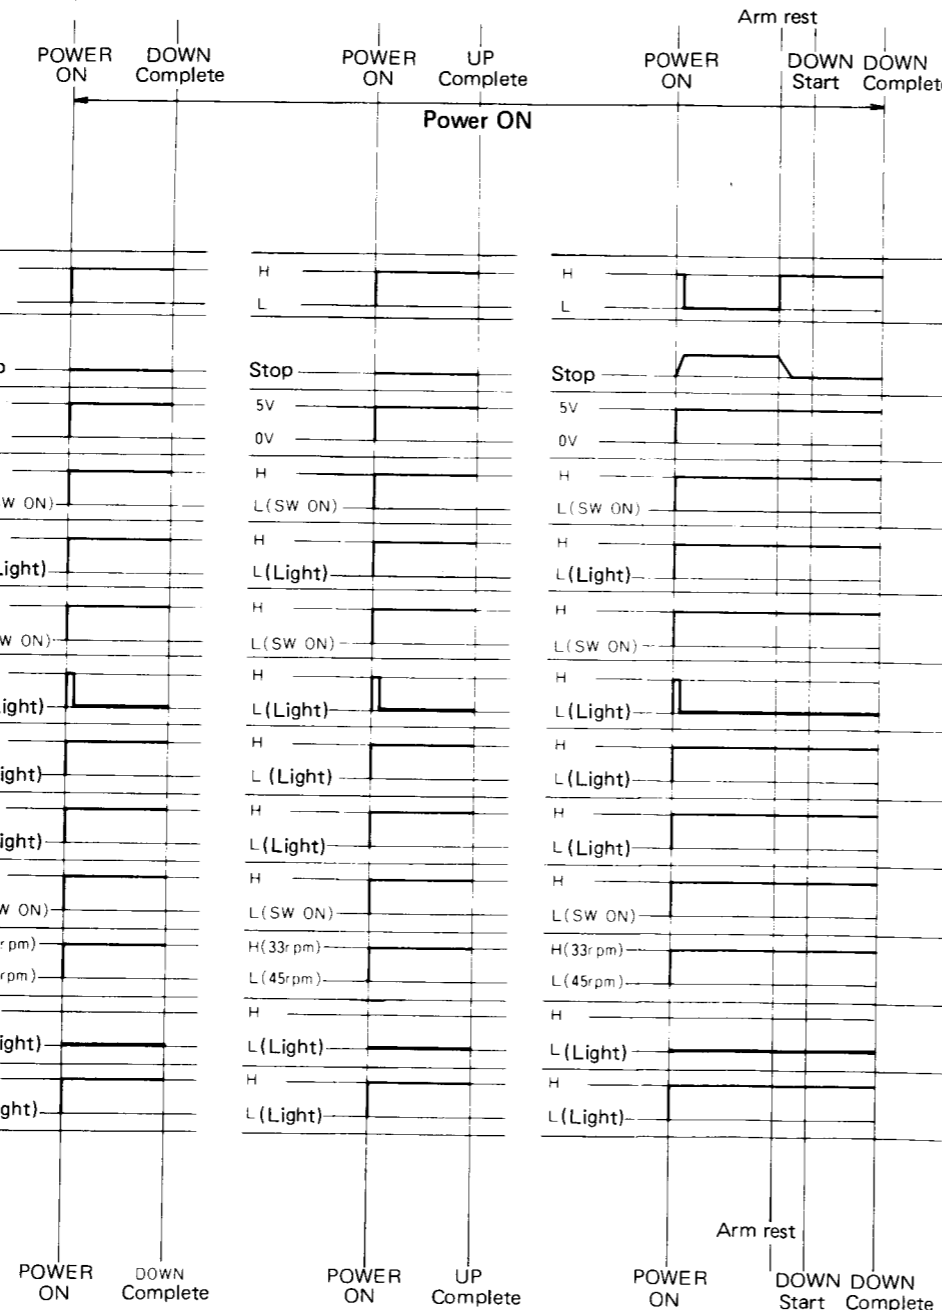 Arm rest
POWER ON
DOWN Complete
POWER ON
UP Complete
POWER ON
DOWN Start
DOWN Complete
Power ON
H
H
L
L
Stop
Stop
5V
5V
0V
0V
H
H
L(SW ON)
L(SW ON)
H
H
L(Light)
L(Light)
H
H
L(SW ON)
L(SW ON)
H
H
L(Light)
L(Light)
H
H
L (Light)
L(Light)
H
H
L(Light)
L(Light)
H
H
L(SW ON)
L(SW ON)
H(33rpm)
H(33rpm)
L(45rpm)
L(45rpm)
H
H
L(Light)
L(Light)
H
H
L(Light)
L(Light)
Arm rest
POWER ON
DOWN Complete
POWER ON
UP Complete
POWER ON
DOWN Start
DOWN Complete